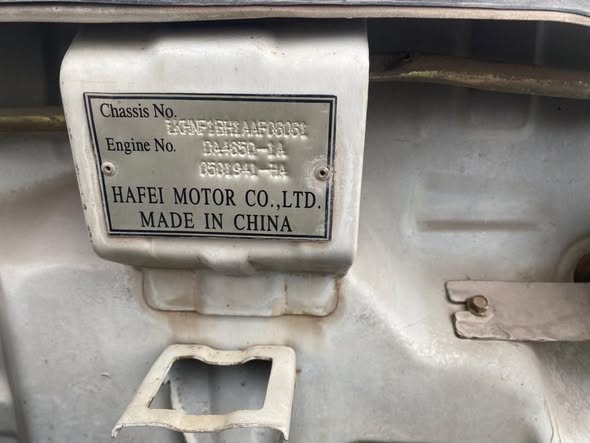 Chassis No.
Engine No. DA465Q-1A
HAFEI MOTOR CO.,LTD.
MADE IN CHINA